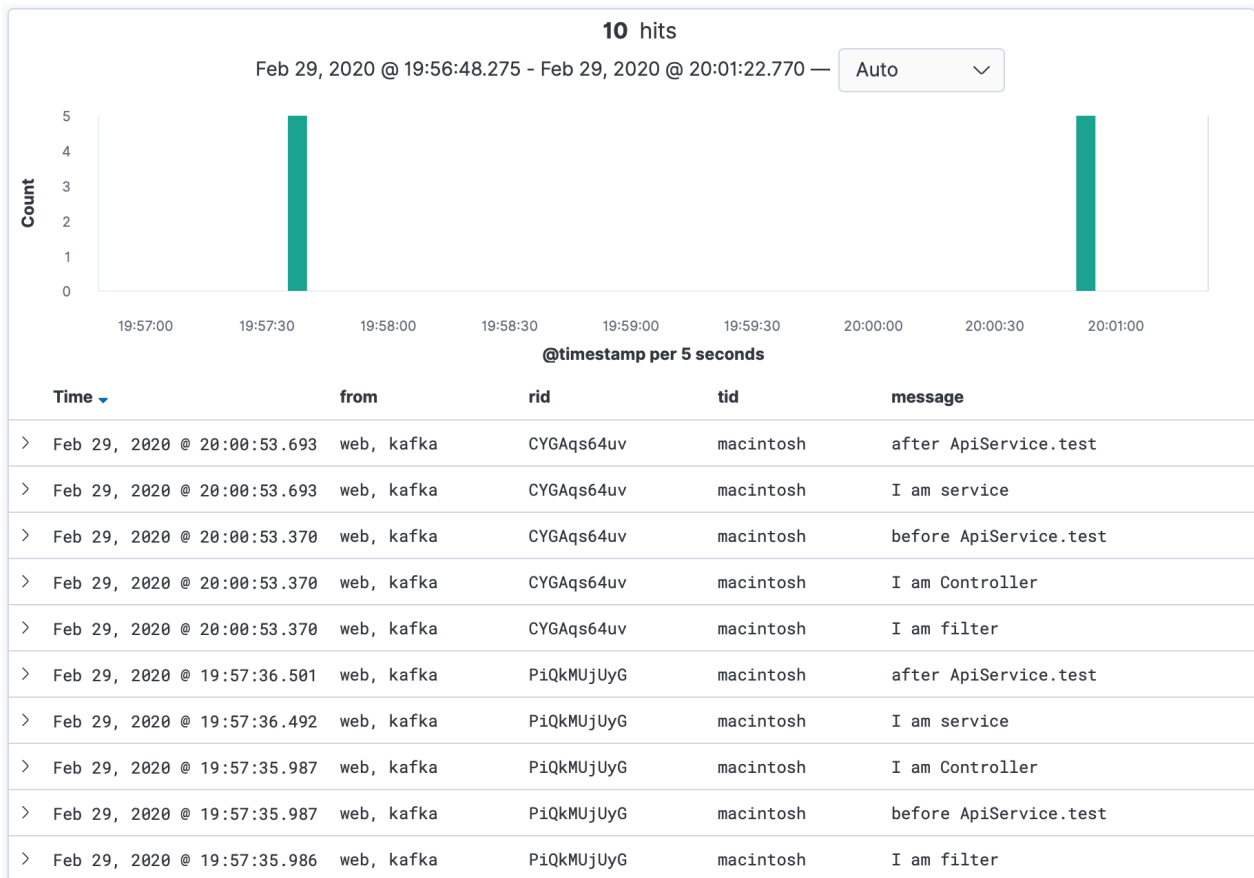 10 hits
Feb 29, 2020 @ 19:56:48.275 - Feb 29, 2020 @ 20:01:22.770 — Auto
5
4
3
2
1
0
Count
19:57:00 19:57:30 19:58:00 19:58:30 19:59:00 19:59:30 20:00:00 20:00:30 20:01:00
@timestamp per 5 seconds
Time from rid tid message
Feb 29, 2020 @ 20:00:53.693 web, kafka CYGAqs64uv macintosh after ApiService.test
Feb 29, 2020 @ 20:00:53.693 web, kafka CYGAqs64uv macintosh I am service
Feb 29, 2020 @ 20:00:53.370 web, kafka CYGAqs64uv macintosh before ApiService.test
Feb 29, 2020 @ 20:00:53.370 web, kafka CYGAqs64uv macintosh I am Controller
Feb 29, 2020 @ 20:00:53.370 web, kafka CYGAqs64uv macintosh I am filter
Feb 29, 2020 @ 19:57:36.501 web, kafka PiQkMUjUyG macintosh after ApiService.test
Feb 29, 2020 @ 19:57:36.492 web, kafka PiQkMUjUyG macintosh I am service
Feb 29, 2020 @ 19:57:35.987 web, kafka PiQkMUjUyG macintosh I am Controller
Feb 29, 2020 @ 19:57:35.987 web, kafka PiQkMUjUyG macintosh before ApiService.test
Feb 29, 2020 @ 19:57:35.986 web, kafka PiQkMUjUyG macintosh I am filter